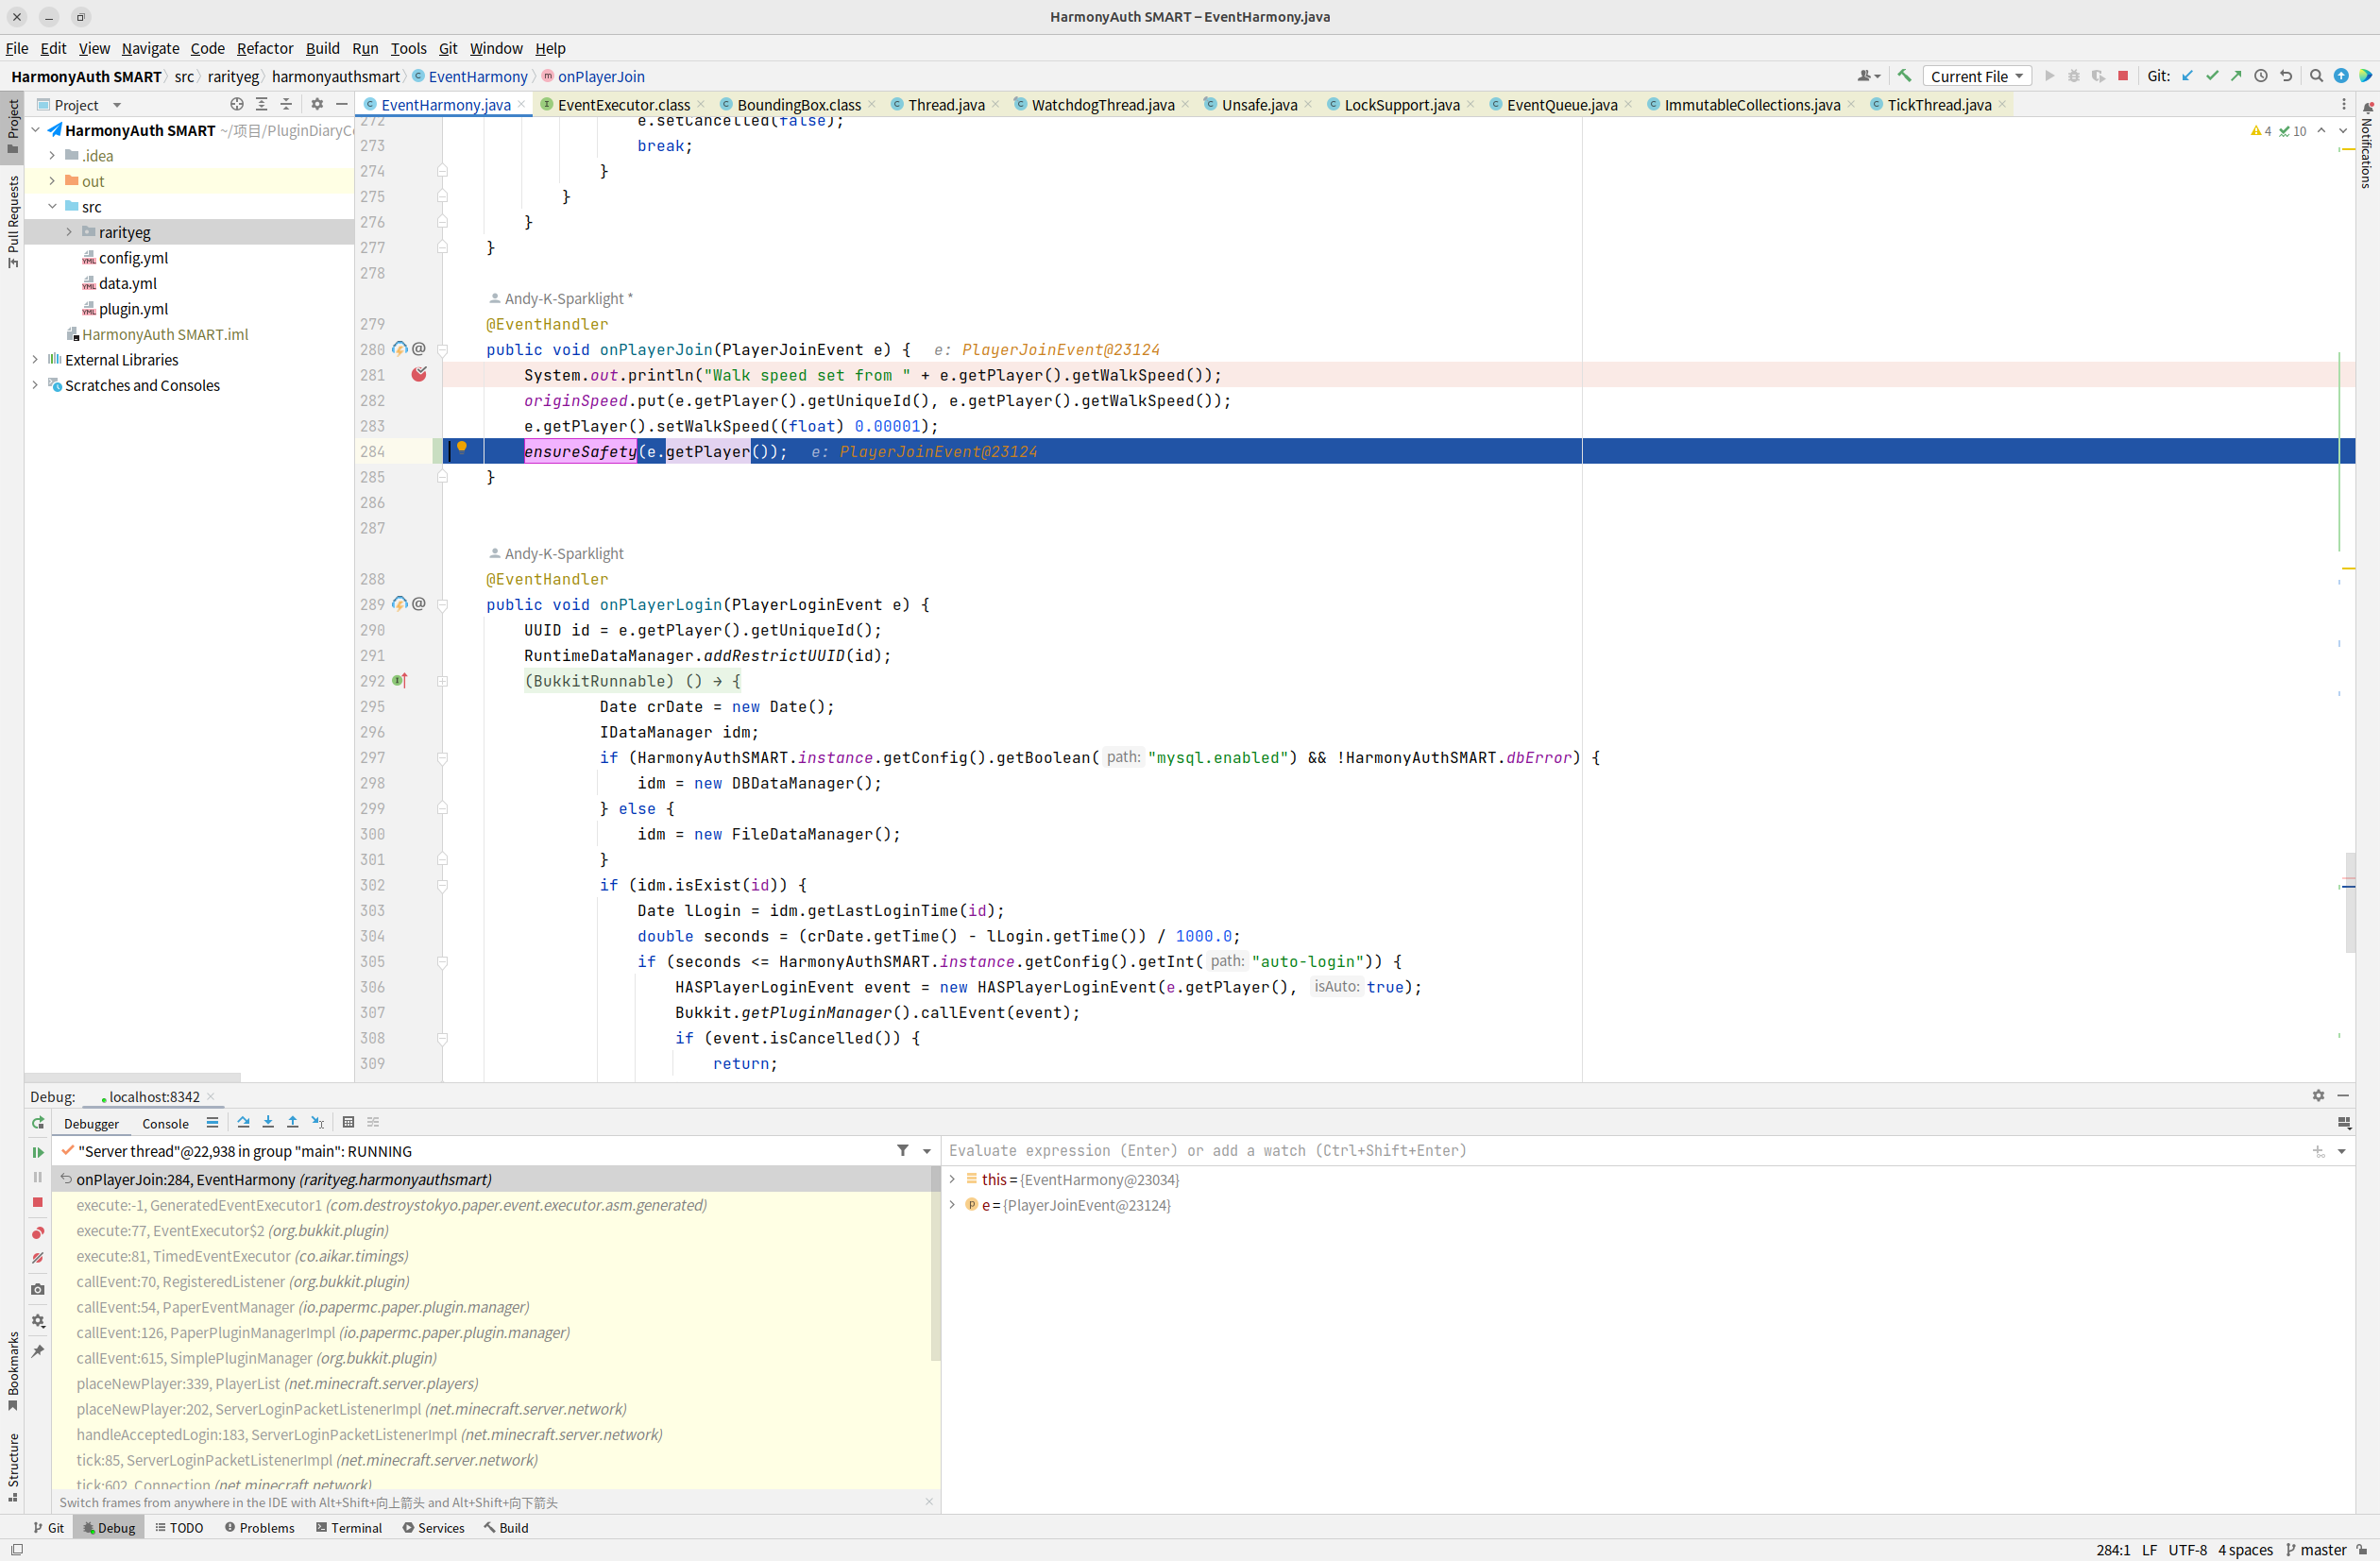 HarmonyAuth SMART – EventHarmony.java
File Edit View Navigate Code Refactor Build Run Tools Git Window Help
HarmonyAuth SMART src rarityeg harmonyauthsmart EventHarmony onPlayerJoin
Current File
Git:
Project
Pull Requests
Bookmarks
Structure
Notifications
Project
EventHarmony.java EventExecutor.class BoundingBox.class Thread.java WatchdogThread.java Unsafe.java LockSupport.java EventQueue.java ImmutableCollections.java TickThread.java
HarmonyAuth SMART ~/项目/PluginDiaryC
.idea
out
src
rarityeg
config.yml
data.yml
plugin.yml
HarmonyAuth SMART.iml
External Libraries
Scratches and Consoles
4 10
272 e.setCancelled(false);
273 break;
274 }
275 }
276 }
277 }
278
Andy-K-Sparklight *
279 @EventHandler
280 @ public void onPlayerJoin(PlayerJoinEvent e) { e: PlayerJoinEvent@23124
281 System.out.println("Walk speed set from " + e.getPlayer().getWalkSpeed());
282 originSpeed.put(e.getPlayer().getUniqueId(), e.getPlayer().getWalkSpeed());
283 e.getPlayer().setWalkSpeed((float) 0.00001);
284 ensureSafety(e.getPlayer()); e: PlayerJoinEvent@23124
285 }
286
287
Andy-K-Sparklight
288 @EventHandler
289 @ public void onPlayerLogin(PlayerLoginEvent e) {
290 UUID id = e.getPlayer().getUniqueId();
291 RuntimeDataManager.addRestrictUUID(id);
292 (BukkitRunnable) () → {
295 Date crDate = new Date();
296 IDataManager idm;
297 if (HarmonyAuthSMART.instance.getConfig().getBoolean( path: "mysql.enabled") && !HarmonyAuthSMART.dbError) {
298 idm = new DBDataManager();
299 } else {
300 idm = new FileDataManager();
301 }
302 if (idm.isExist(id)) {
303 Date lLogin = idm.getLastLoginTime(id);
304 double seconds = (crDate.getTime() - lLogin.getTime()) / 1000.0;
305 if (seconds <= HarmonyAuthSMART.instance.getConfig().getInt( path: "auto-login")) {
306 HASPlayerLoginEvent event = new HASPlayerLoginEvent(e.getPlayer(), isAuto: true);
307 Bukkit.getPluginManager().callEvent(event);
308 if (event.isCancelled()) {
309 return;
Debug: localhost:8342
Debugger Console
"Server thread"@22,938 in group "main": RUNNING
onPlayerJoin:284, EventHarmony (rarityeg.harmonyauthsmart)
execute:-1, GeneratedEventExecutor1 (com.destroystokyo.paper.event.executor.asm.generated)
execute:77, EventExecutor$2 (org.bukkit.plugin)
execute:81, TimedEventExecutor (co.aikar.timings)
callEvent:70, RegisteredListener (org.bukkit.plugin)
callEvent:54, PaperEventManager (io.papermc.paper.plugin.manager)
callEvent:126, PaperPluginManagerImpl (io.papermc.paper.plugin.manager)
callEvent:615, SimplePluginManager (org.bukkit.plugin)
placeNewPlayer:339, PlayerList (net.minecraft.server.players)
placeNewPlayer:202, ServerLoginPacketListenerImpl (net.minecraft.server.network)
handleAcceptedLogin:183, ServerLoginPacketListenerImpl (net.minecraft.server.network)
tick:85, ServerLoginPacketListenerImpl (net.minecraft.server.network)
tick:602, Connection (net.minecraft.network)
Switch frames from anywhere in the IDE with Alt+Shift+向上箭头 and Alt+Shift+向下箭头
Evaluate expression (Enter) or add a watch (Ctrl+Shift+Enter)
this = {EventHarmony@23034}
e = {PlayerJoinEvent@23124}
Git Debug TODO Problems Terminal Services Build
284:1 LF UTF-8 4 spaces master